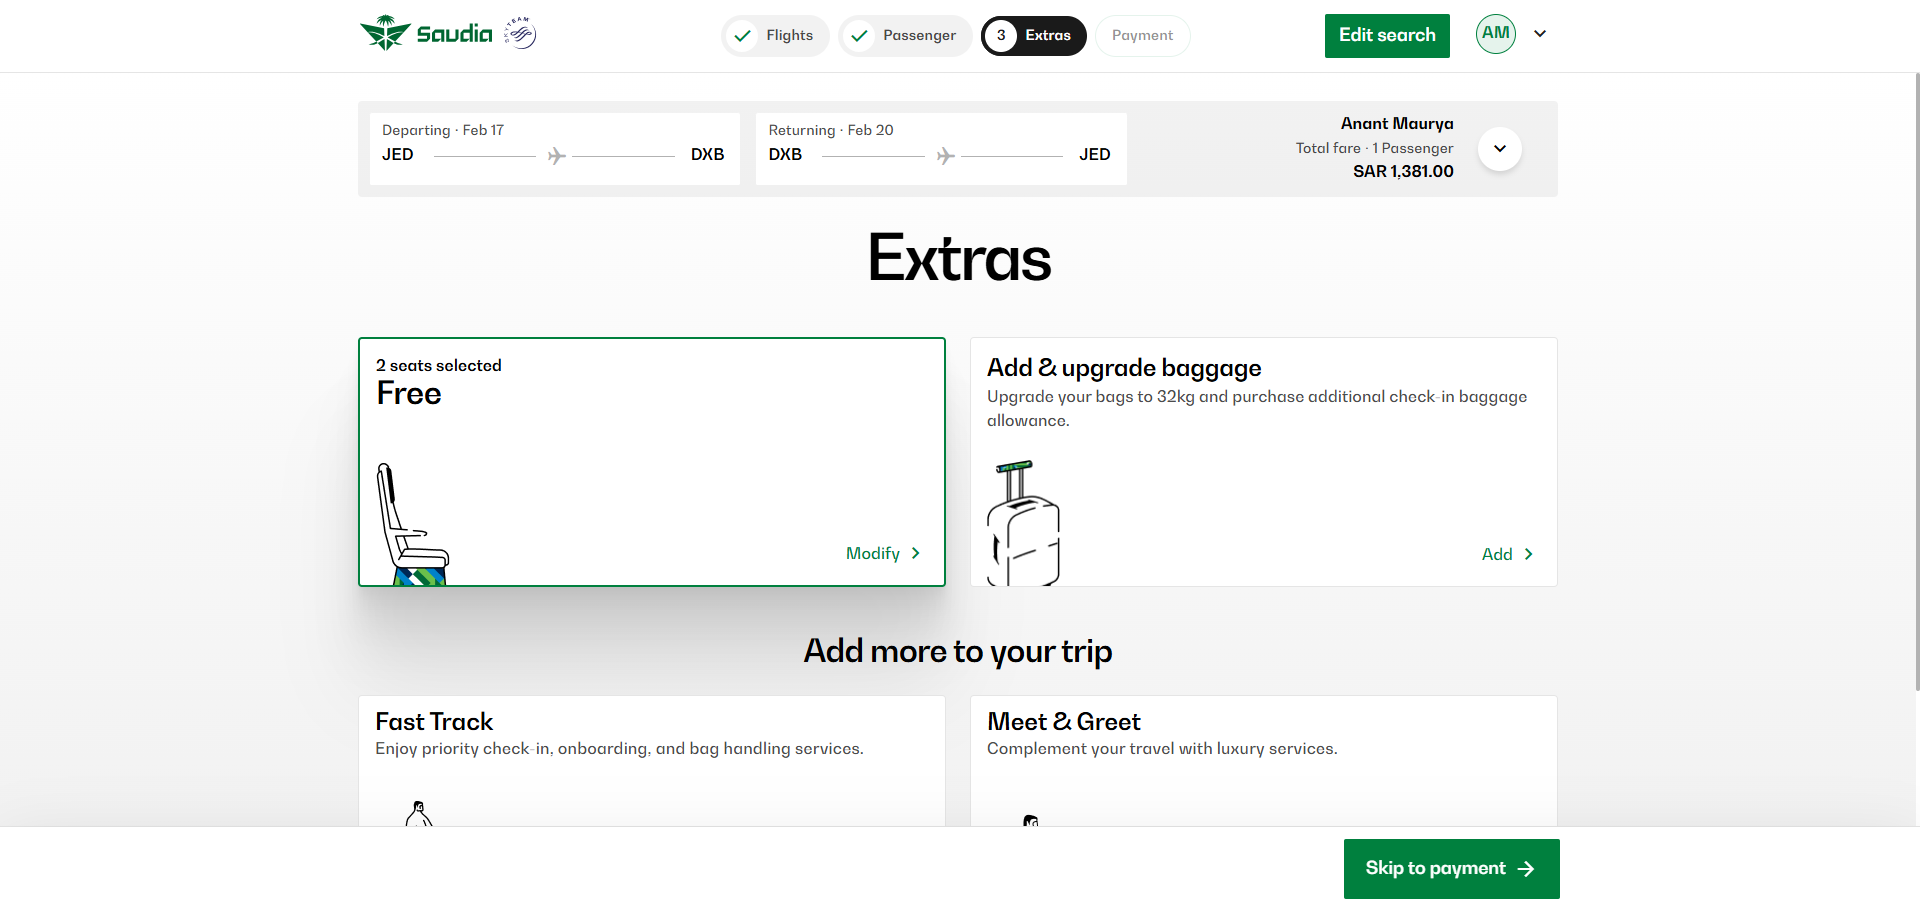 Saudia
SKYTEAM
Flights
Passenger
3 Extras
Payment
Edit search
AM
Departing · Feb 17
JED
DXB
Returning · Feb 20
DXB
JED
Anant Maurya
Total fare · 1 Passenger
SAR 1,381.00
Extras
2 seats selected
Free
Modify
Add & upgrade baggage
Upgrade your bags to 32kg and purchase additional check-in baggage
allowance.
Add
Add more to your trip
Fast Track
Enjoy priority check-in, onboarding, and bag handling services.
Meet & Greet
Complement your travel with luxury services.
Skip to payment